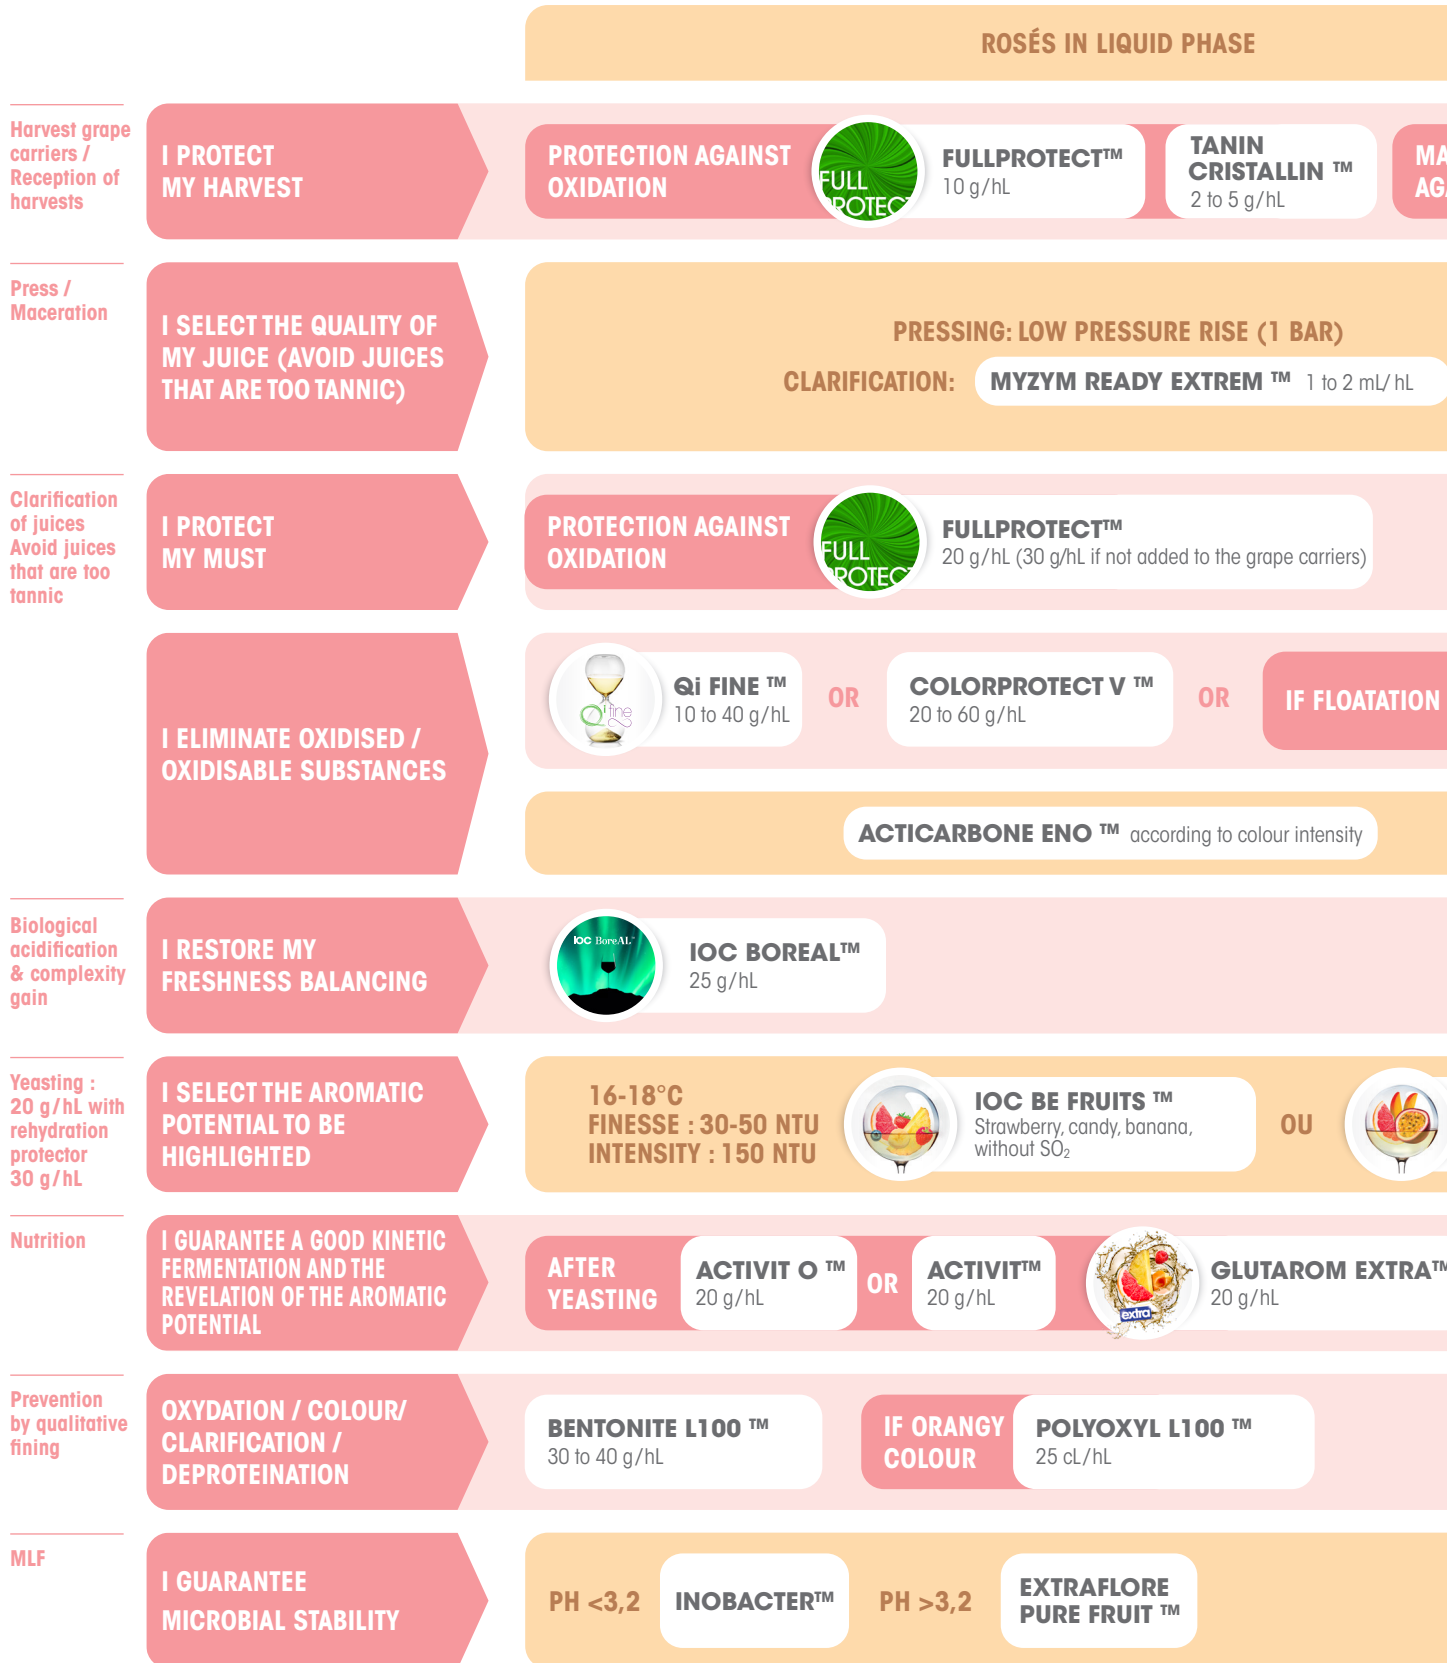 ROSÉS IN LIQUID PHASE
Harvest grape
carriers /
Reception of
harvests
I PROTECT
MY HARVEST
PROTECTION AGAINST
OXIDATION
FULL
PROTECT
FULLPROTECT™
10 g/hL
TANIN
CRISTALLIN ™
2 to 5 g/hL
MA
AGA
Press /
Maceration
I SELECT THE QUALITY OF
MY JUICE (AVOID JUICES
THAT ARE TOO TANNIC)
PRESSING: LOW PRESSURE RISE (1 BAR)
CLARIFICATION: MYZYM READY EXTREM ™ 1 to 2 mL/ hL
Clarification
of juices
Avoid juices
that are too
tannic
I PROTECT
MY MUST
PROTECTION AGAINST
OXIDATION
FULL
PROTECT
FULLPROTECT™
20 g/hL (30 g/hL if not added to the grape carriers)
I ELIMINATE OXIDISED /
OXIDISABLE SUBSTANCES
Qi fine
Qi FINE ™
10 to 40 g/hL
OR
COLORPROTECT V ™
20 to 60 g/hL
OR
IF FLOATATION
ACTICARBONE ENO ™ according to colour intensity
Biological
acidification
& complexity
gain
I RESTORE MY
FRESHNESS BALANCING
IOC BoreAL™
IOC BOREAL™
25 g/hL
Yeasting :
20 g/hL with
rehydration
protector
30 g/hL
I SELECT THE AROMATIC
POTENTIAL TO BE
HIGHLIGHTED
16-18°C
FINESSE : 30-50 NTU
INTENSITY : 150 NTU
IOC BE FRUITS ™
Strawberry, candy, banana,
without SO₂
OU
Nutrition
I GUARANTEE A GOOD KINETIC
FERMENTATION AND THE
REVELATION OF THE AROMATIC
POTENTIAL
AFTER
YEASTING
ACTIVIT O ™
20 g/hL
OR
ACTIVIT™
20 g/hL
extra
GLUTAROM EXTRA™
20 g/hL
Prevention
by qualitative
fining
OXYDATION / COLOUR/
CLARIFICATION /
DEPROTEINATION
BENTONITE L100 ™
30 to 40 g/hL
IF ORANGY
COLOUR
POLYOXYL L100 ™
25 cL/hL
MLF
I GUARANTEE
MICROBIAL STABILITY
PH <3,2
INOBACTER™
PH >3,2
EXTRAFLORE
PURE FRUIT ™